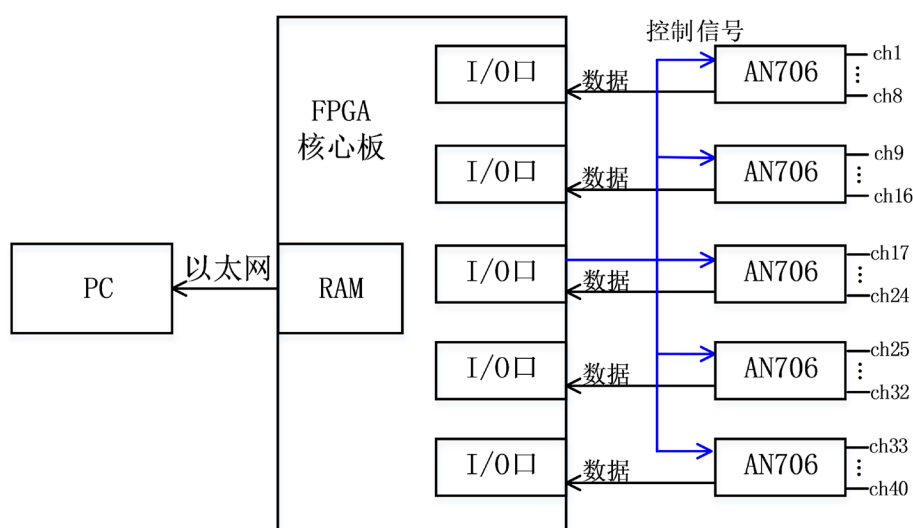 控制信号
I/O口
数据
AN706
ch1
ch8
FPGA
核心板
I/O口
数据
AN706
ch9
ch16
PC
以太网
RAM
I/O口
数据
AN706
ch17
ch24
I/O口
数据
AN706
ch25
ch32
I/O口
数据
AN706
ch33
ch40